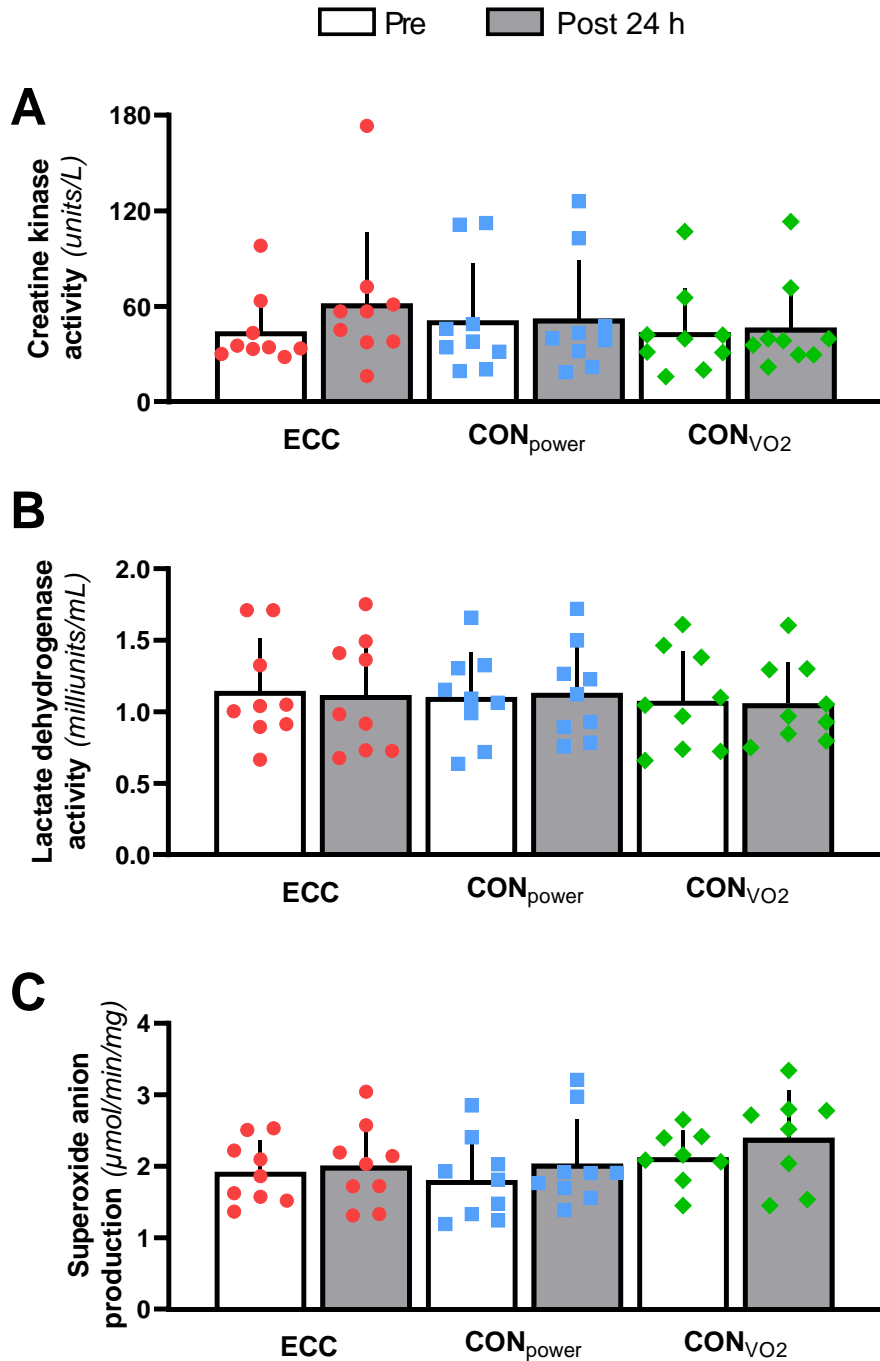 Pre Post 24 h
A
Creatine kinase
activity (units/L)
180
120
60
0
ECC CONpower CONVO2
B
Lactate dehydrogenase
activity (milliunits/mL)
2.0
1.5
1.0
0.5
0.0
ECC CONpower CONVO2
C
Superoxide anion
production (μmol/min/mg)
4
3
2
1
0
ECC CONpower CONVO2